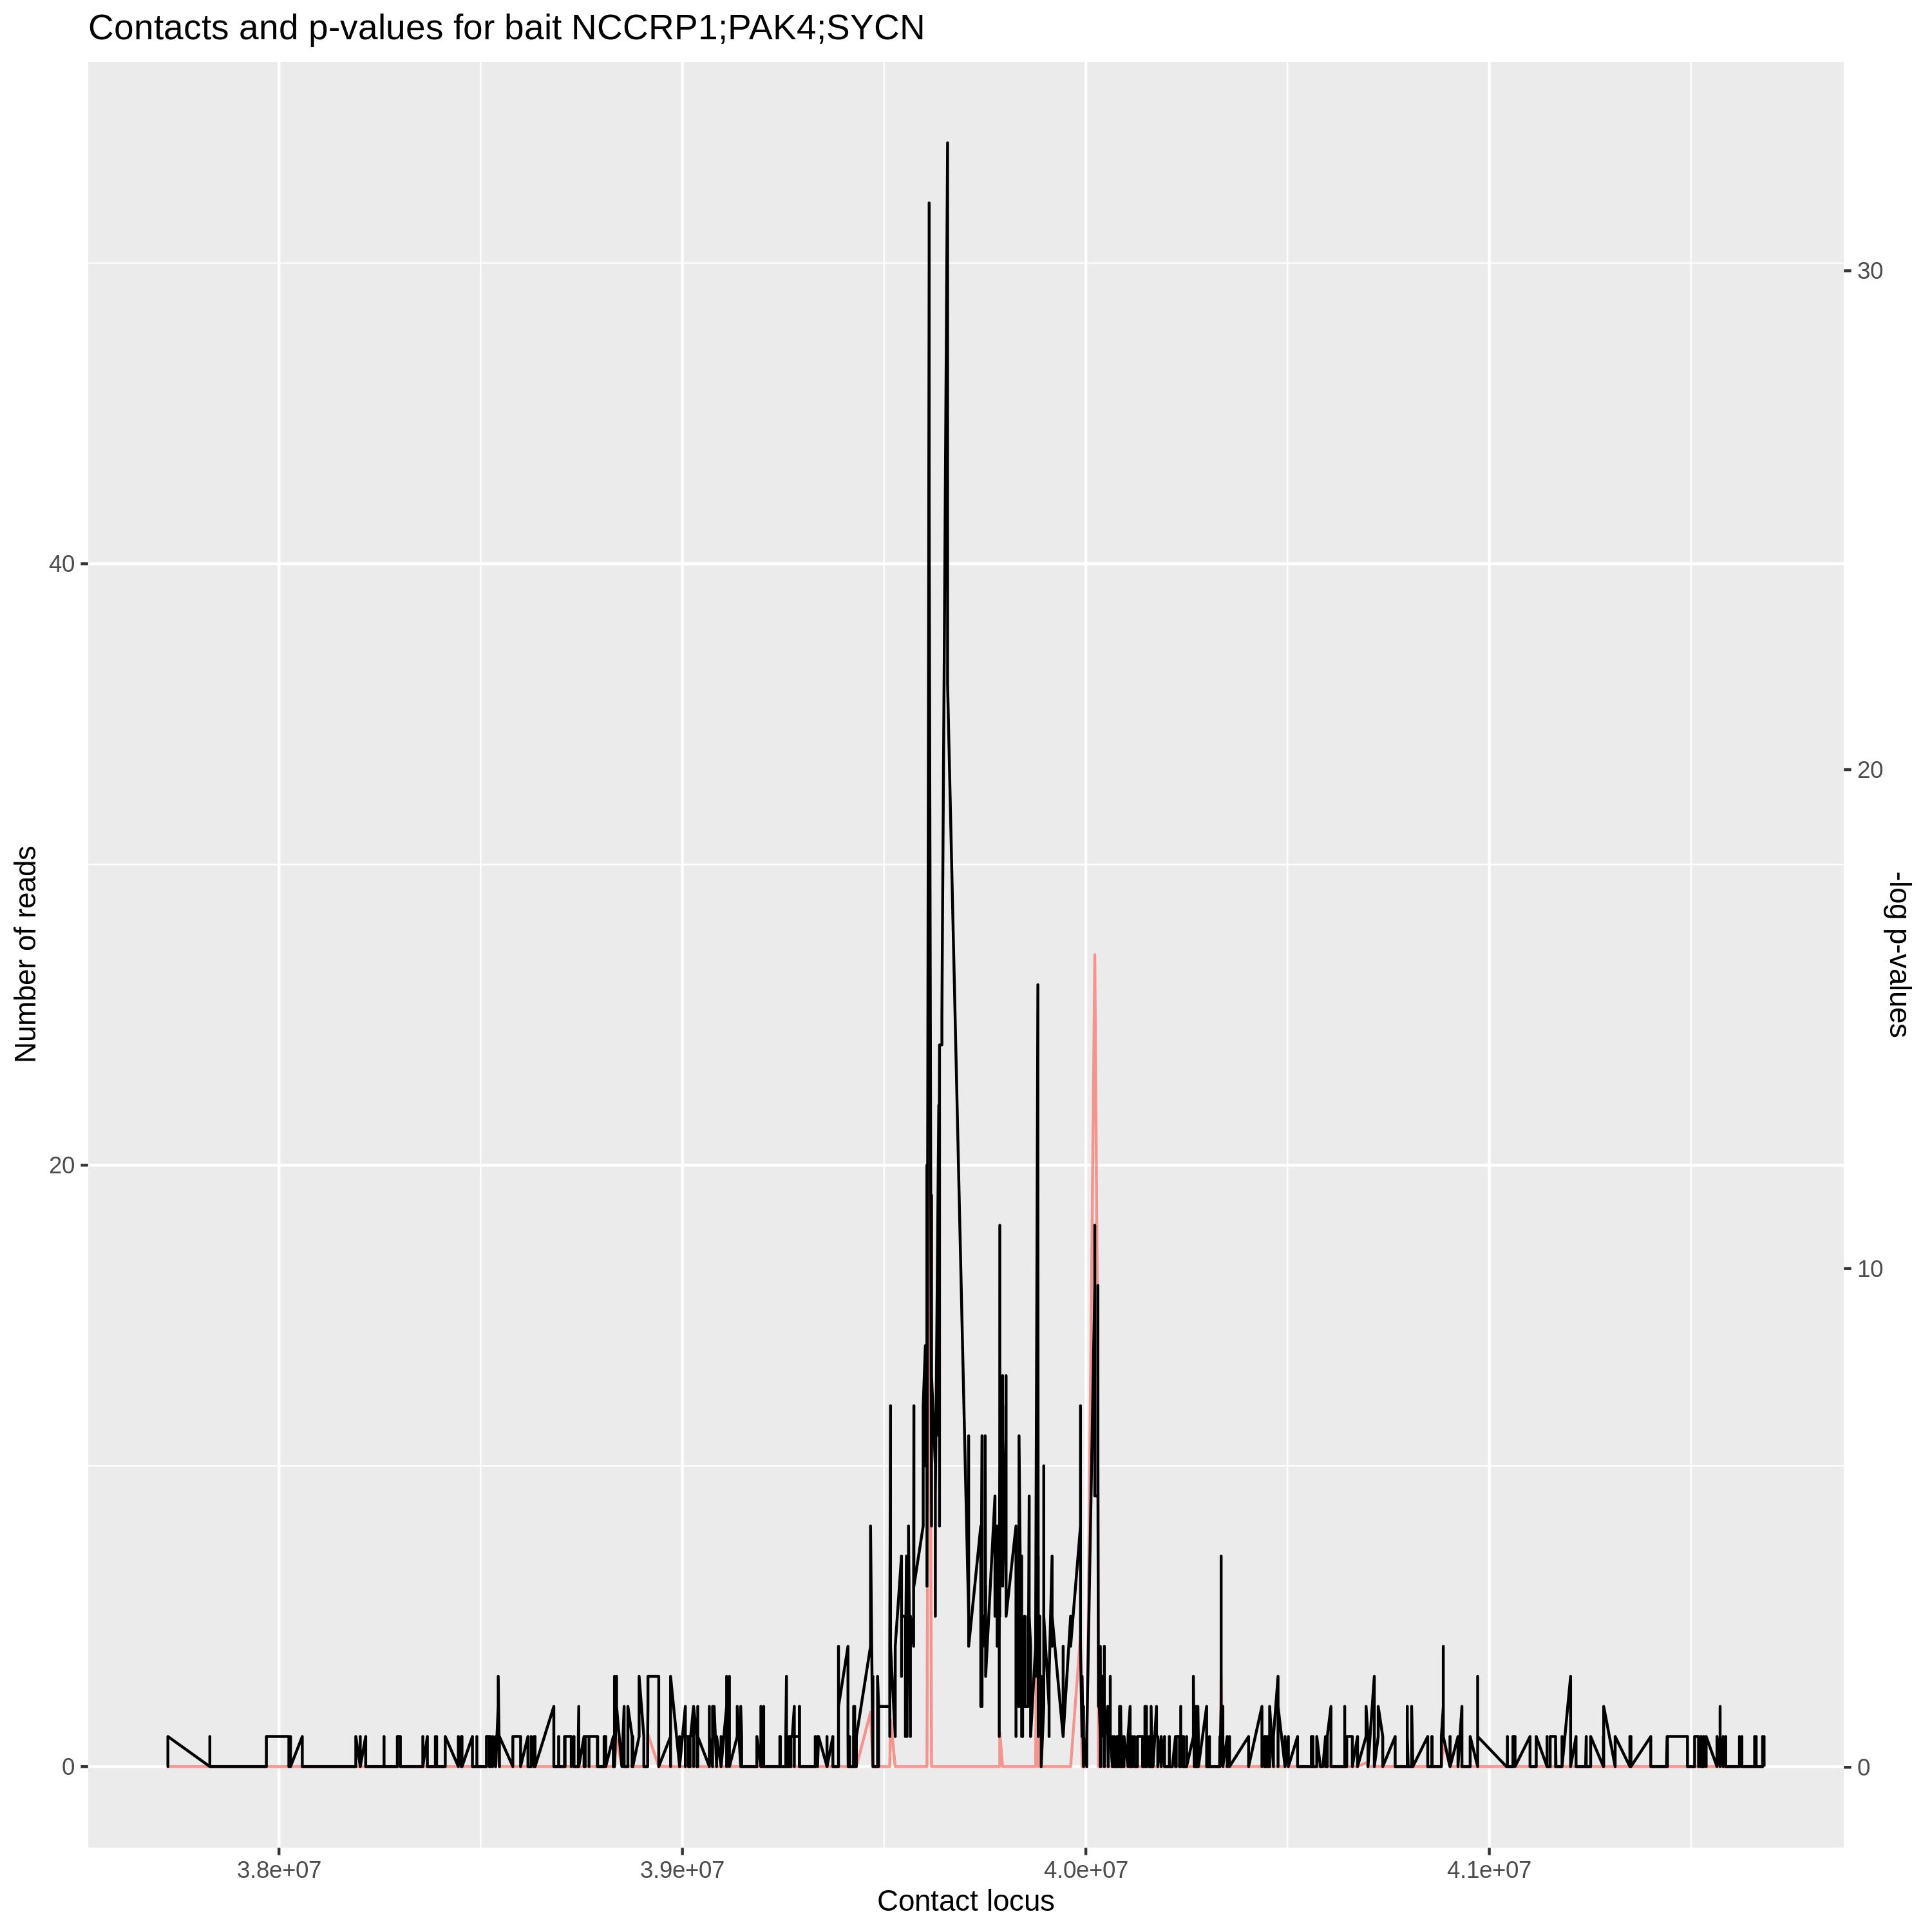 Contacts and p-values for bait NCCRP1;PAK4;SYCN
Number of reads
40
20
0
30
20
10
0
-log p-values
3.8e+07
3.9e+07
4.0e+07
4.1e+07
Contact locus